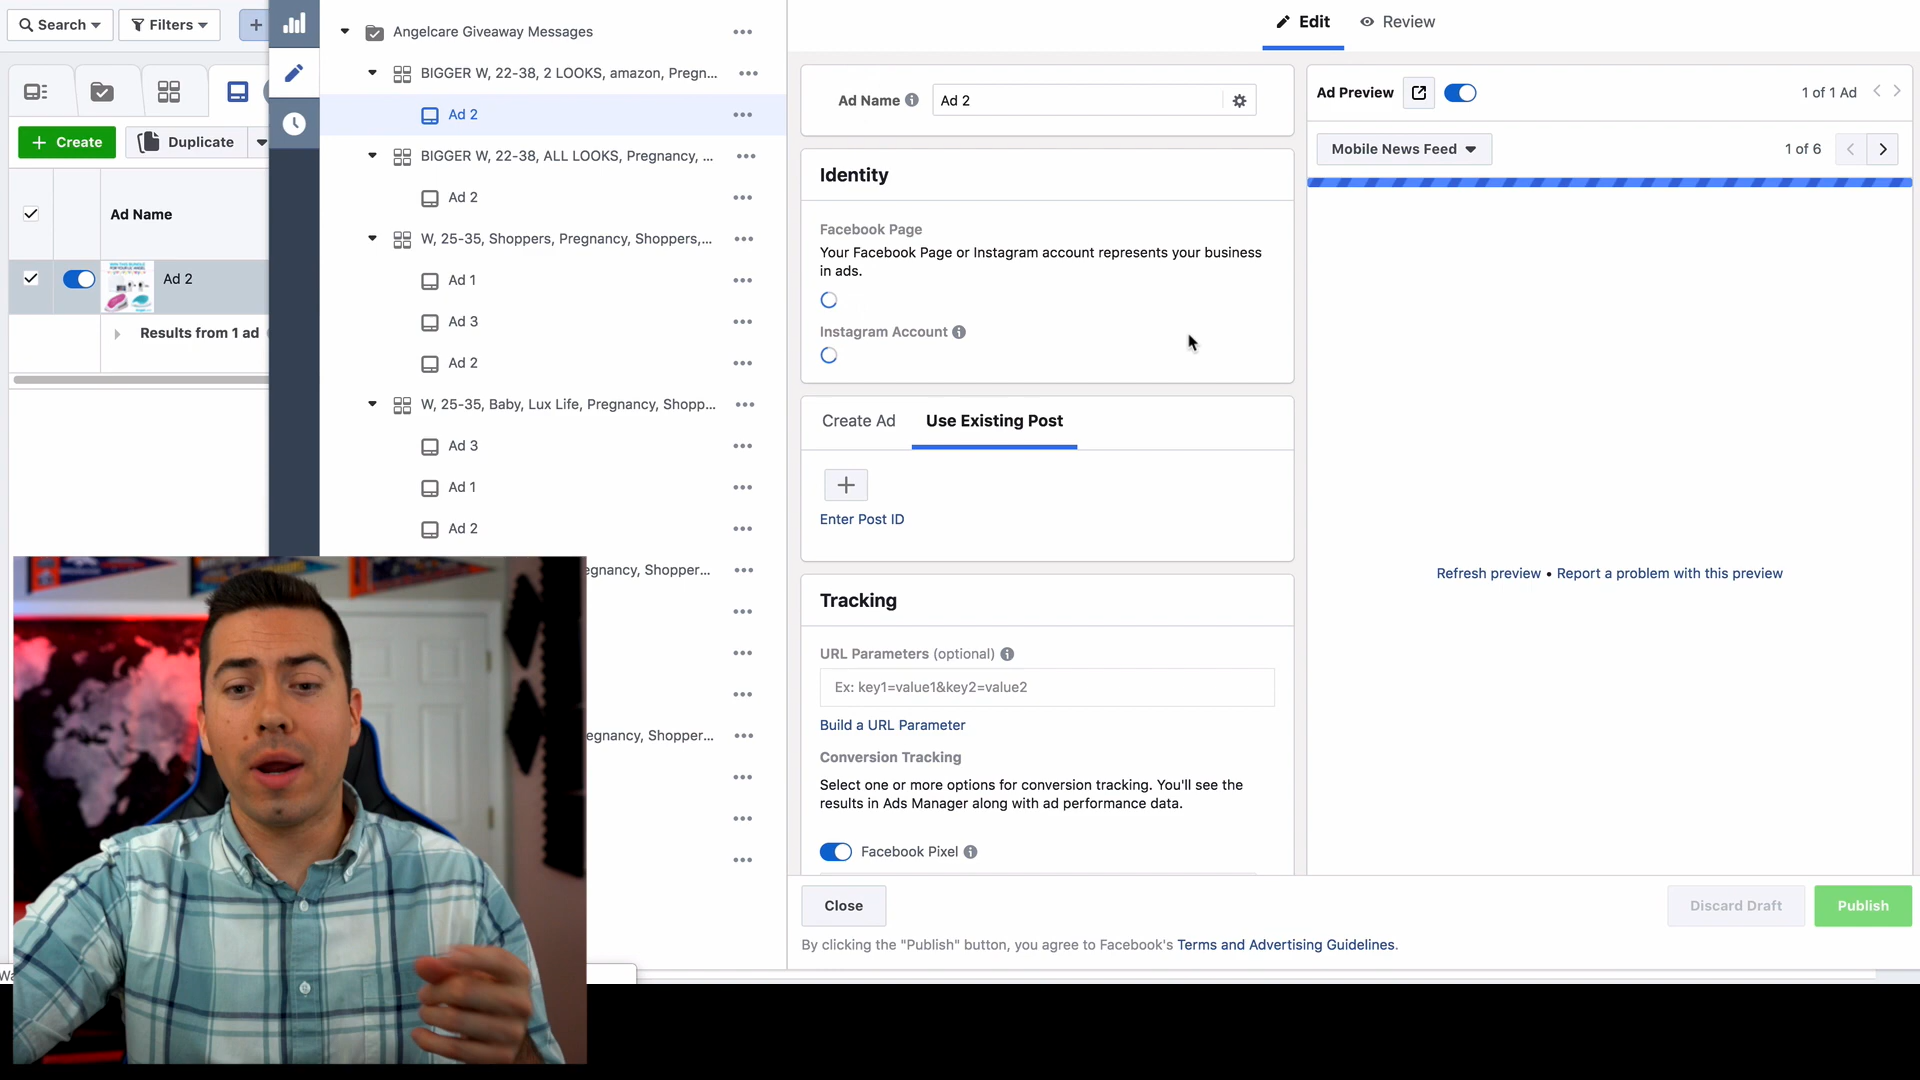 Search
Filters
Create
Duplicate
Ad Name
Ad 2
Results from 1 ad
Angelcare Giveaway Messages
BIGGER W, 22-38, 2 LOOKS, amazon, Pregn...
Ad 2
BIGGER W, 22-38, ALL LOOKS, Pregnancy, ...
Ad 2
W, 25-35, Shoppers, Pregnancy, Shoppers,...
Ad 1
Ad 3
Ad 2
W, 25-35, Baby, Lux Life, Pregnancy, Shopp...
Ad 3
Ad 1
Ad 2
egnancy, Shopper...
egnancy, Shopper...
Edit
Review
Ad Name
Ad 2
Identity
Facebook Page
Your Facebook Page or Instagram account represents your business
in ads.
Instagram Account
Create Ad
Use Existing Post
Enter Post ID
Tracking
URL Parameters (optional)
Ex: key1=value1&key2=value2
Build a URL Parameter
Conversion Tracking
Select one or more options for conversion tracking. You'll see the
results in Ads Manager along with ad performance data.
Facebook Pixel
Close
Discard Draft
Publish
By clicking the "Publish" button, you agree to Facebook's Terms and Advertising Guidelines.
Ad Preview
1 of 1 Ad
Mobile News Feed
1 of 6
Refresh preview • Report a problem with this preview